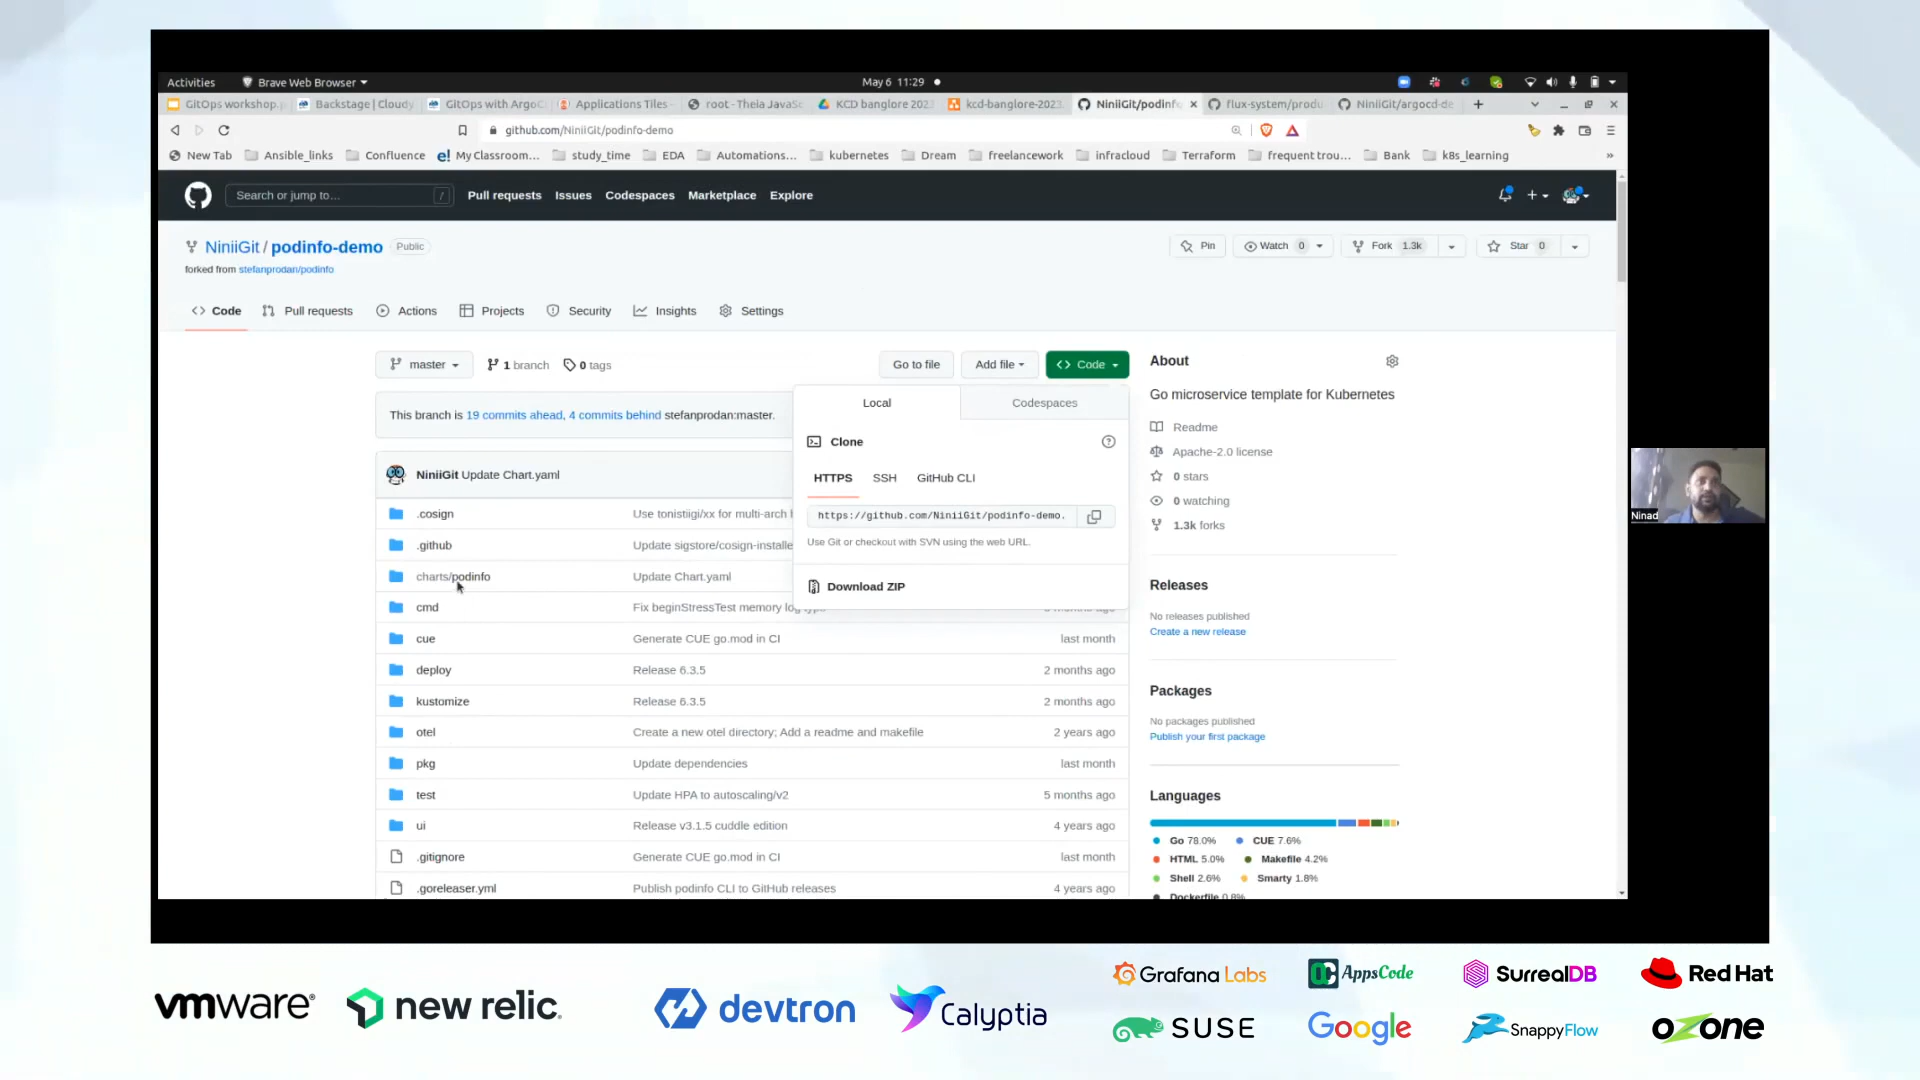 Activities Brave Web Browser May 6 11:29
GitOps workshop.p Backstage | Cloudy GitOps with ArgoC Applications Tiles - root - Theia JavaSc KCD banglore 202 kcd-banglore-2023. NiniiGit/podinfo- flux-system/produ NiniiGit/argocd-de
github.com/NiniiGit/podinfo-demo
New Tab Ansible_links Confluence e! My Classroom... study_time EDA Automations... kubernetes Dream freelancework infracloud Terraform frequent trou... Bank k8s_learning »
Search or jump to... / Pull requests Issues Codespaces Marketplace Explore
NiniiGit / podinfo-demo Public Pin Watch 0 Fork 1.3k Star 0
forked from stefanprodan/podinfo
Code Pull requests Actions Projects Security Insights Settings
master 1 branch 0 tags Go to file Add file Code
This branch is 19 commits ahead, 4 commits behind stefanprodan:master.
NiniiGit Update Chart.yaml
.cosign Use tonistiigi/xx for multi-arch
.github Update sigstore/cosign-installe
charts/podinfo Update Chart.yaml
cmd Fix beginStressTest memory log type
cue Generate CUE go.mod in CI last month
deploy Release 6.3.5 2 months ago
kustomize Release 6.3.5 2 months ago
otel Create a new otel directory; Add a readme and makefile 2 years ago
pkg Update dependencies last month
test Update HPA to autoscaling/v2 5 months ago
ui Release v3.1.5 cuddle edition 4 years ago
.gitignore Generate CUE go.mod in CI last month
.goreleaser.yml Publish podinfo CLI to GitHub releases 4 years ago
Local Codespaces
Clone
HTTPS SSH GitHub CLI
https://github.com/NiniiGit/podinfo-demo.
Use Git or checkout with SVN using the web URL.
Download ZIP
About
Go microservice template for Kubernetes
Readme
Apache-2.0 license
0 stars
0 watching
1.3k forks
Releases
No releases published
Create a new release
Packages
No packages published
Publish your first package
Languages
Go 78.0% CUE 7.6%
HTML 5.0% Makefile 4.2%
Shell 2.6% Smarty 1.8%
Dockerfile 0.8%
Ninad
vmware new relic. devtron Calyptia
Grafana Labs AppsCode SurrealDB Red Hat
SUSE Google SnappyFlow ozone